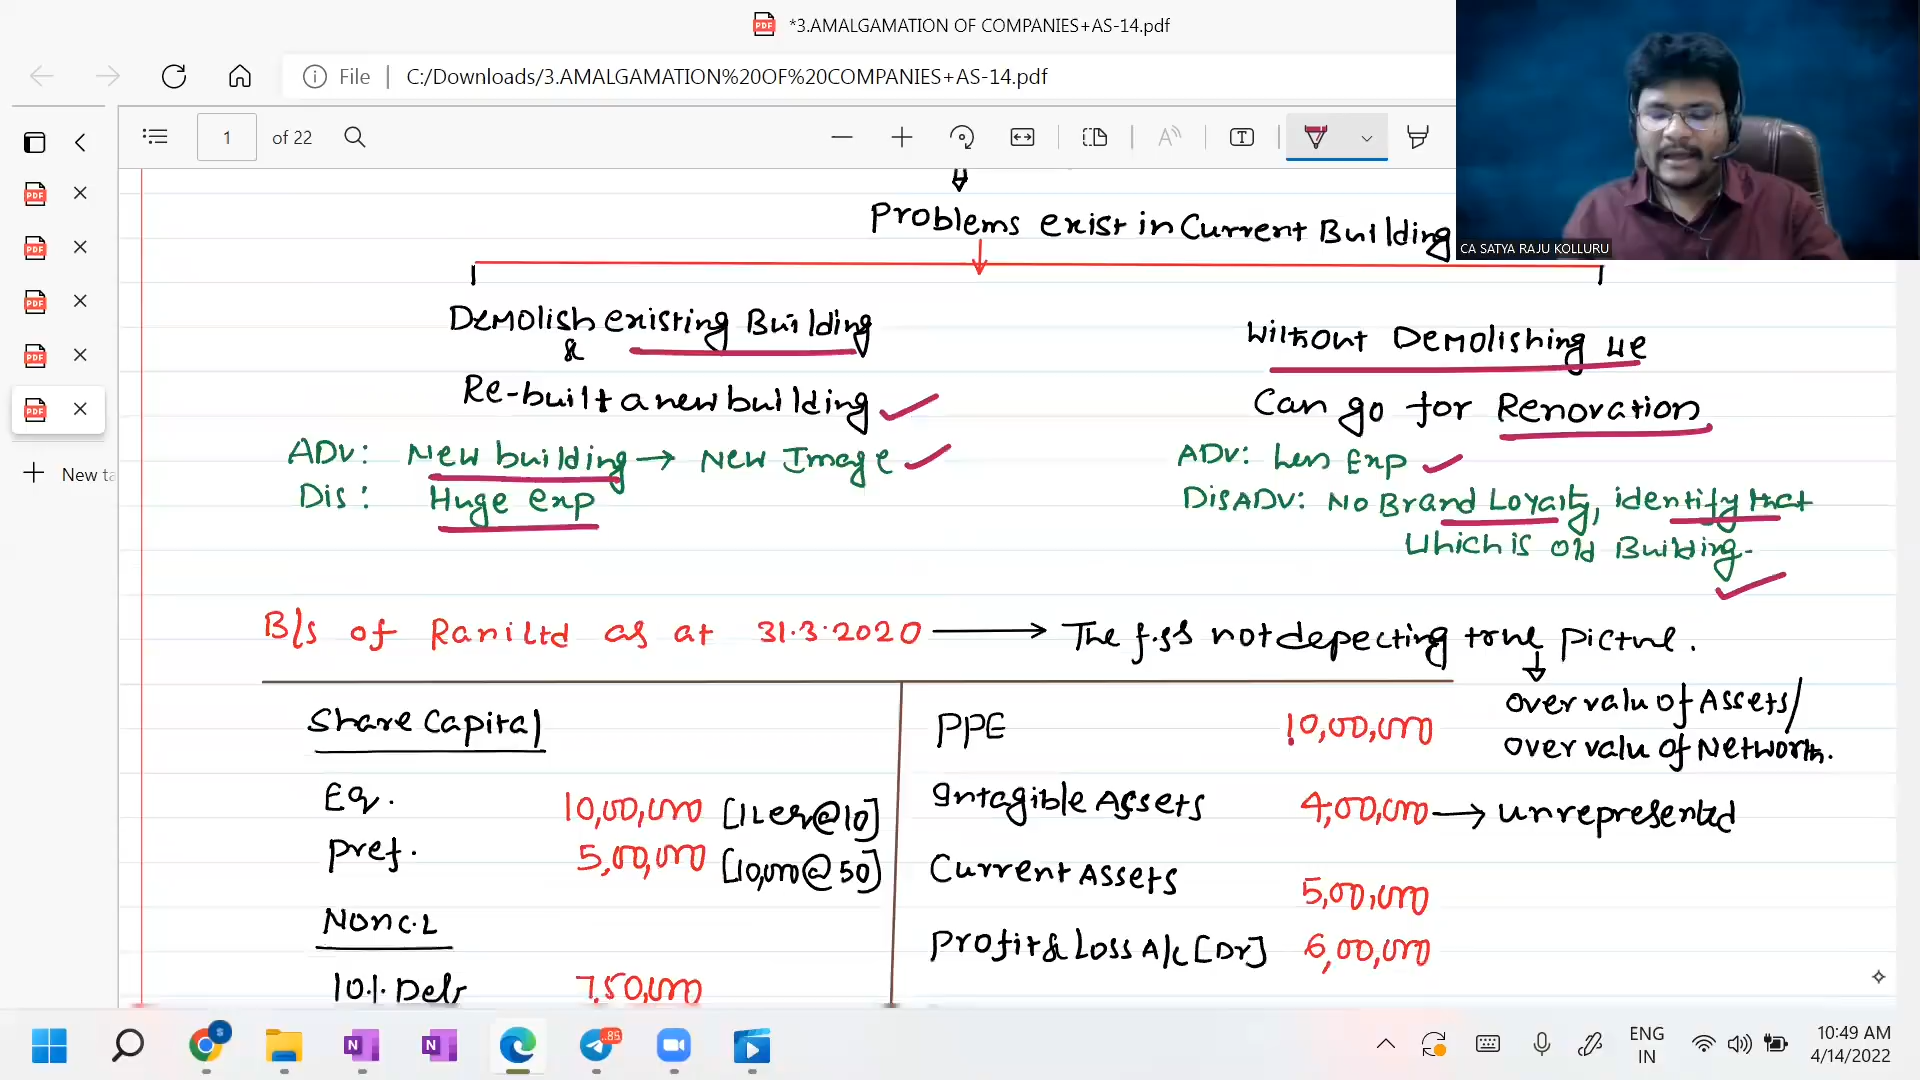 *3.AMALGAMATION OF COMPANIES+AS-14.pdf
File
C:/Downloads/3.AMALGAMATION%20OF%20COMPANIES+AS-14.pdf
1 of 22
CA SATYA RAJU KOLLURU
New ta
Problems exist in Current Building
Demolish existing Building
&
Re-built a new building
ADV: New building → New Image
Dis: Huge exp
Without Demolishing we
Can go for Renovation
ADV: Less Exp
DISADV: No Brand Loyalty, identify that
which is old Building.
B/s of Rani Ltd as at 31.3.2020 → The f.ss not depecting true picture.
↓
over value of Assets/
over value of Networth.
Share Capital
Eq. 10,00,000 [1L es@10]
Pref. 5,00,000 [10,000@50]
Non C.L
10% Deb 7,50,000
PPE 10,00,000
Intagible Assets 4,00,000 → unrepresented
Current Assets 5,00,000
Profit & Loss A/c [Dr] 6,00,000
85
ENG
IN
10:49 AM
4/14/2022